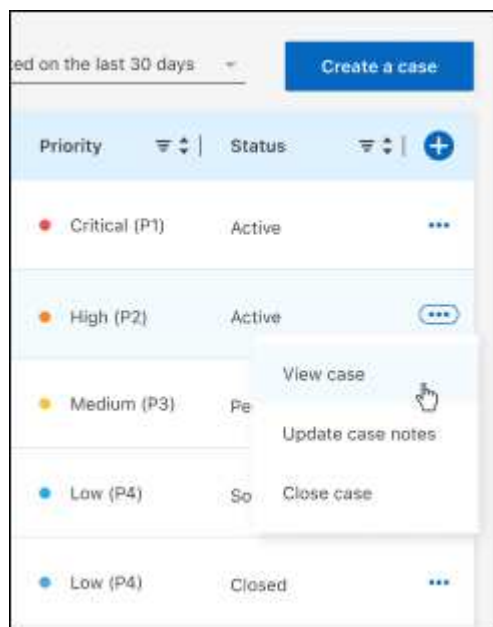 ted on the last 30 days
Create a case
Priority Status
Critical (P1) Active
High (P2) Active
View case
Medium (P3) Pe
Update case notes
Low (P4) So
Close case
Low (P4) Closed